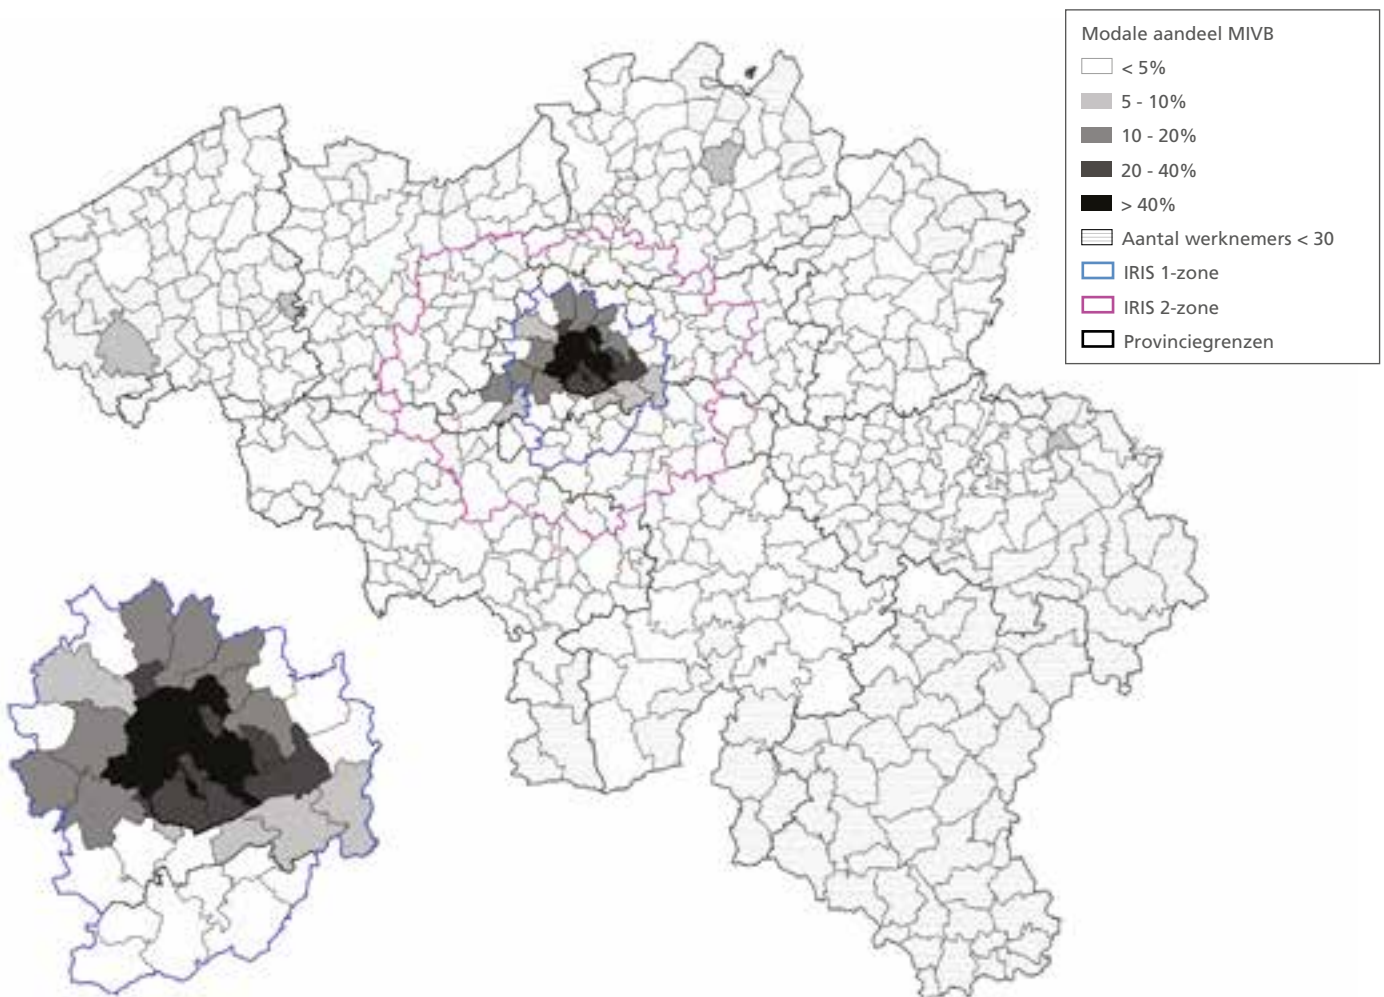 Modale aandeel MIVB
< 5%
5 - 10%
10 - 20%
20 - 40%
> 40%
Aantal werknemers < 30
IRIS 1-zone
IRIS 2-zone
Provinciegrenzen